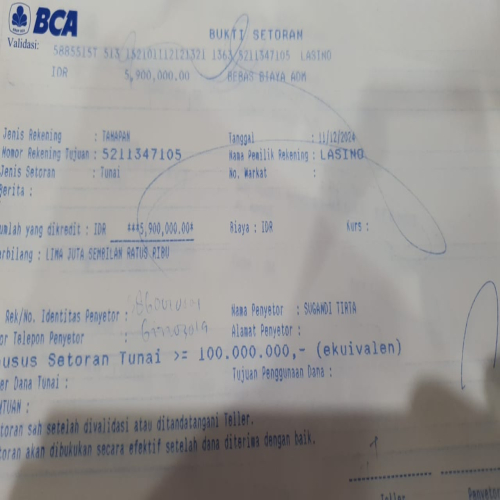 BCA
BUKTI SETORAN
Validasi:
5885515T 513 152101112121321 1363 5211347105 LASINO
IDR 5,900,000.00 BEBAS BIAYA ADM
Jenis Rekening : TAHAPAN Tanggal : 11/12/2024
Nomor Rekening Tujuan : 5211347105 Nama Pemilik Rekening : LASINO
Jenis Setoran : Tunai No. Warkat :
Berita :
umlah yang dikredit : IDR ***5,900,000.00* Biaya : IDR Kurs :
erbilang : LIMA JUTA SEMBILAN RATUS RIBU
Rek/No. Identitas Penyetor : Nama Penyetor : SUGANDI TIRTA
or Telepon Penyetor : Alamat Penyetor :
usus Setoran Tunai >= 100.000.000,- (ekuivalen)
er Dana Tunai : Tujuan Penggunaan Dana :
NTUAN :
toran sah setelah divalidasi atau ditandatangani Teller.
toran akan dibukukan secara efektif setelah dana diterima dengan baik.
Teller Penyetor